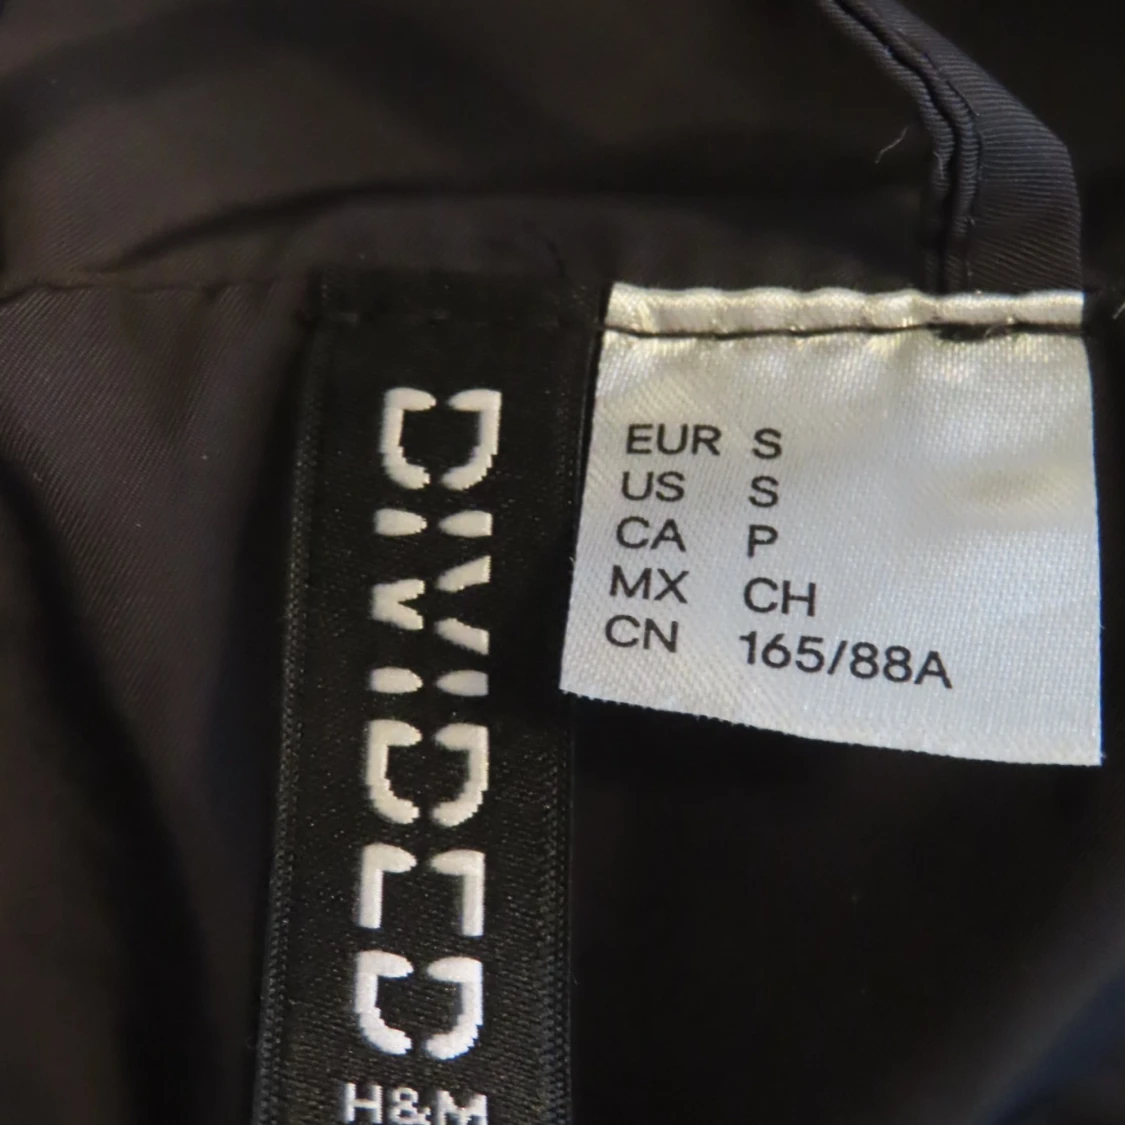 DIVIDED
H&M
EUR S
US S
CA P
MX CH
CN 165/88A